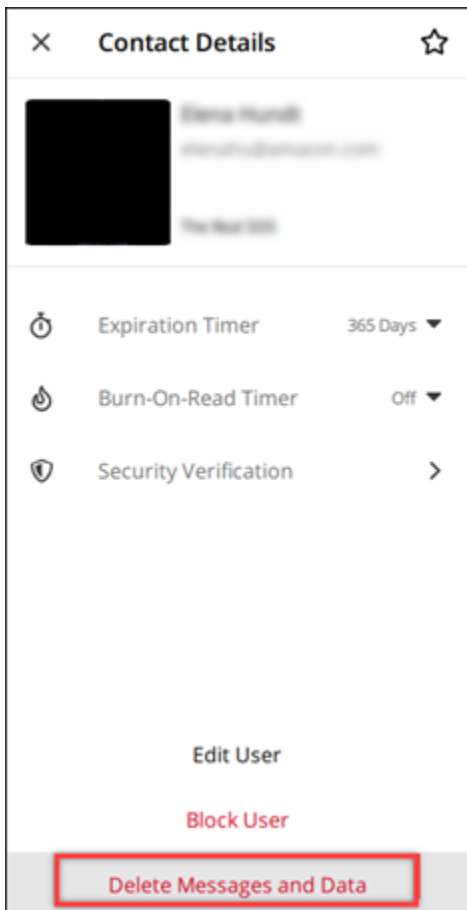 Contact Details
Expiration Timer 365 Days
Burn-On-Read Timer Off
Security Verification
Edit User
Block User
Delete Messages and Data